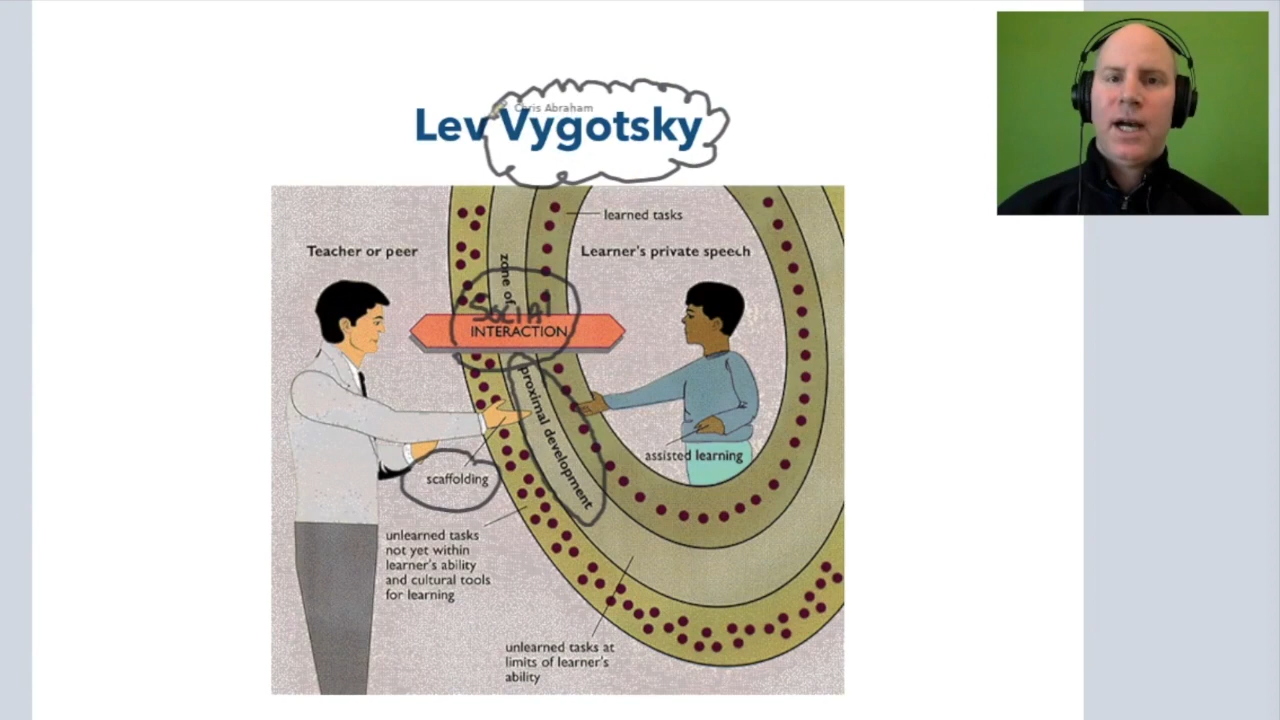 Chris Abraham
Lev Vygotsky
learned tasks
Teacher or peer
Learner's private speech
zone of
SOCIAL
INTERACTION
proximal development
assisted learning
scaffolding
unlearned tasks
not yet within
learner's ability
and cultural tools
for learning
unlearned tasks at
limits of learner's
ability